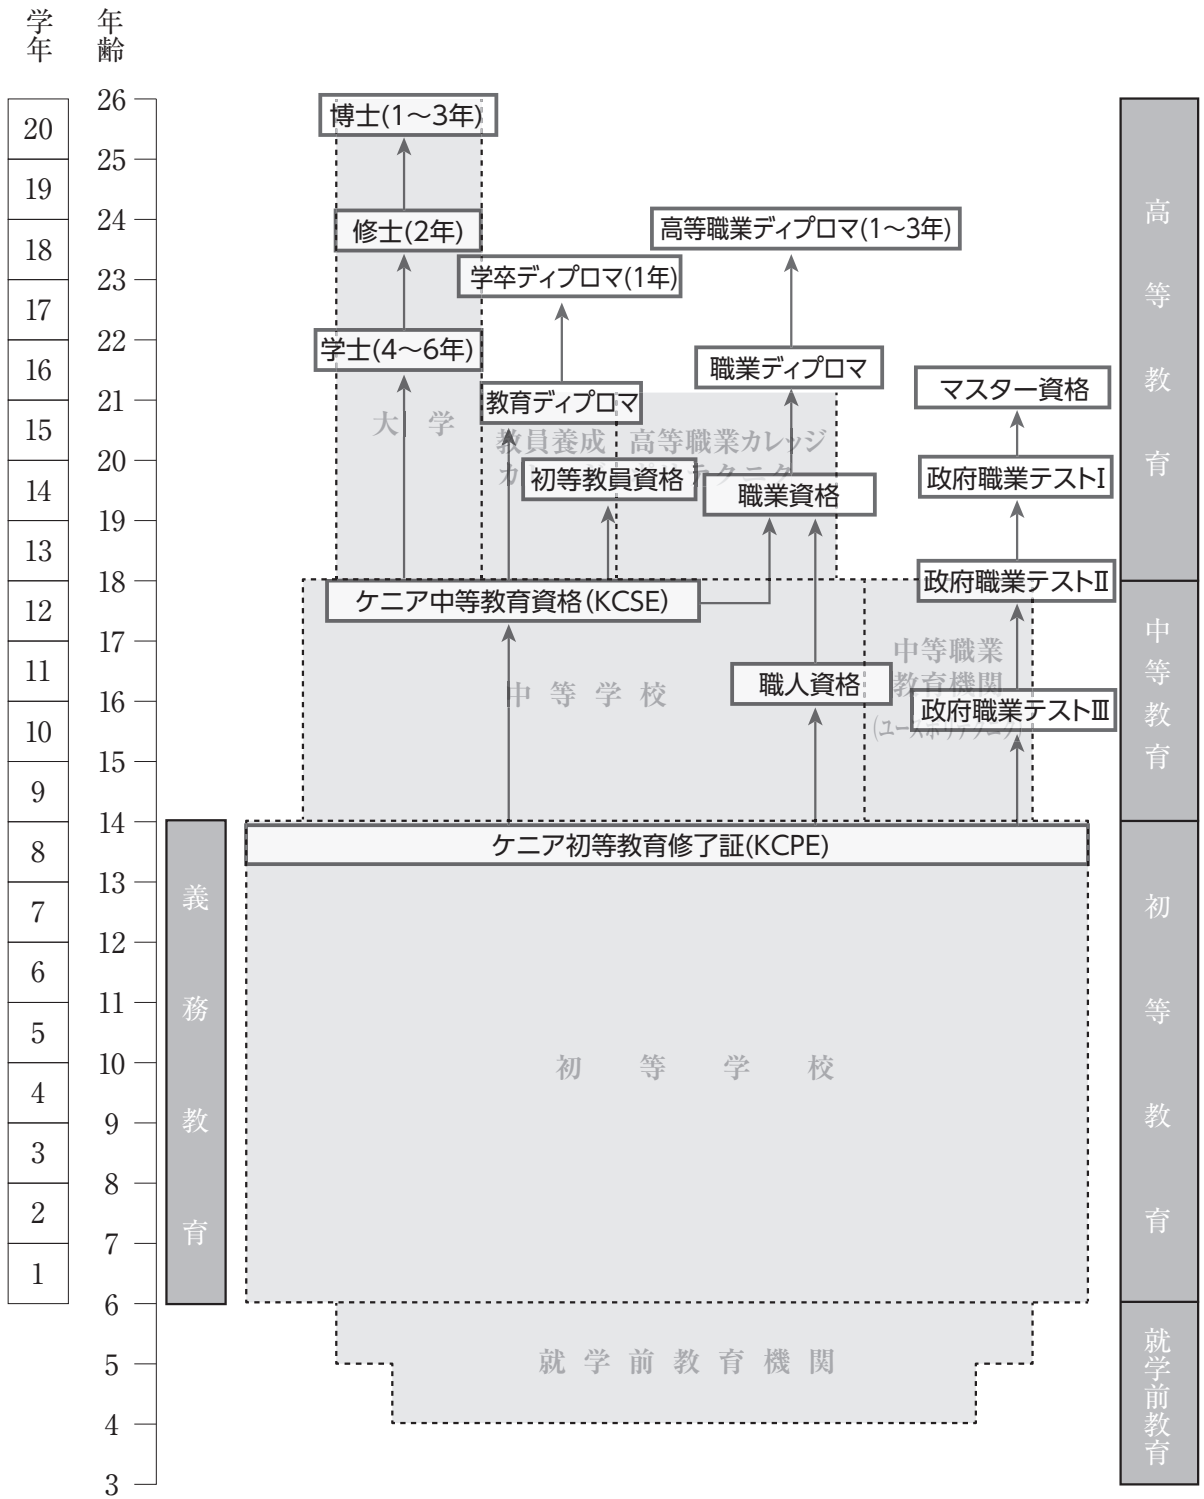 学年
年齢
26
20
25
19
24
18
23
17
22
16
21
15
20
14
19
13
18
12
17
11
16
10
15
9
14
8
13
7
12
6
11
5
10
4
9
3
8
2
7
1
6
5
4
3
義務教育
博士(1〜3年)
修士(2年)
高等職業ディプロマ(1〜3年)
学卒ディプロマ(1年)
学士(4〜6年)
職業ディプロマ
マスター資格
教育ディプロマ
大学
教員養成
高等職業カレッジ
初等教員資格
職業資格
政府職業テストⅠ
政府職業テストⅡ
ケニア中等教育資格(KCSE)
中等職業
教育機関
中等学校
職人資格
政府職業テストⅢ
ケニア初等教育修了証(KCPE)
初等学校
就学前教育機関
高等教育
中等教育
初等教育
就学前教育